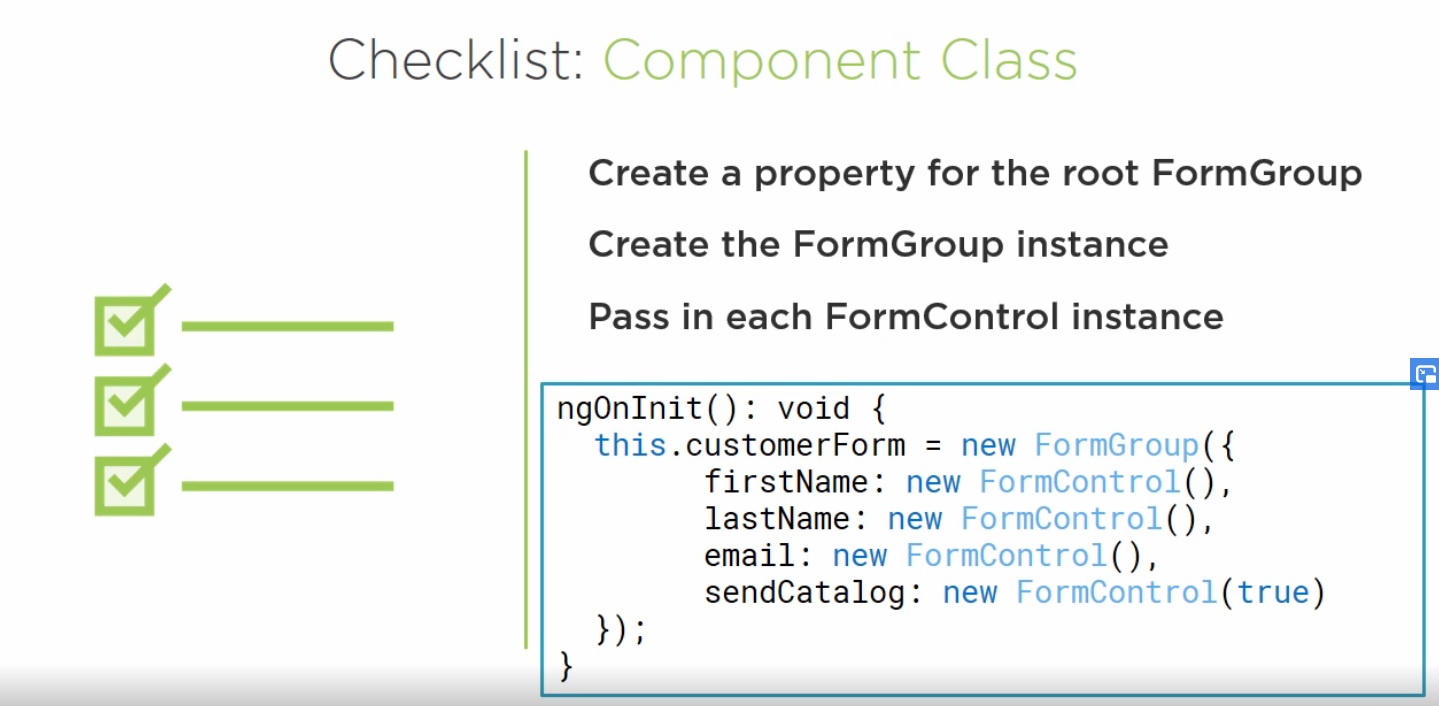 Checklist: Component Class
Create a property for the root FormGroup
Create the FormGroup instance
Pass in each FormControl instance
ngOnInit(): void {
  this.customerForm = new FormGroup({
        firstName: new FormControl(),
        lastName: new FormControl(),
        email: new FormControl(),
        sendCatalog: new FormControl(true)
  });
}